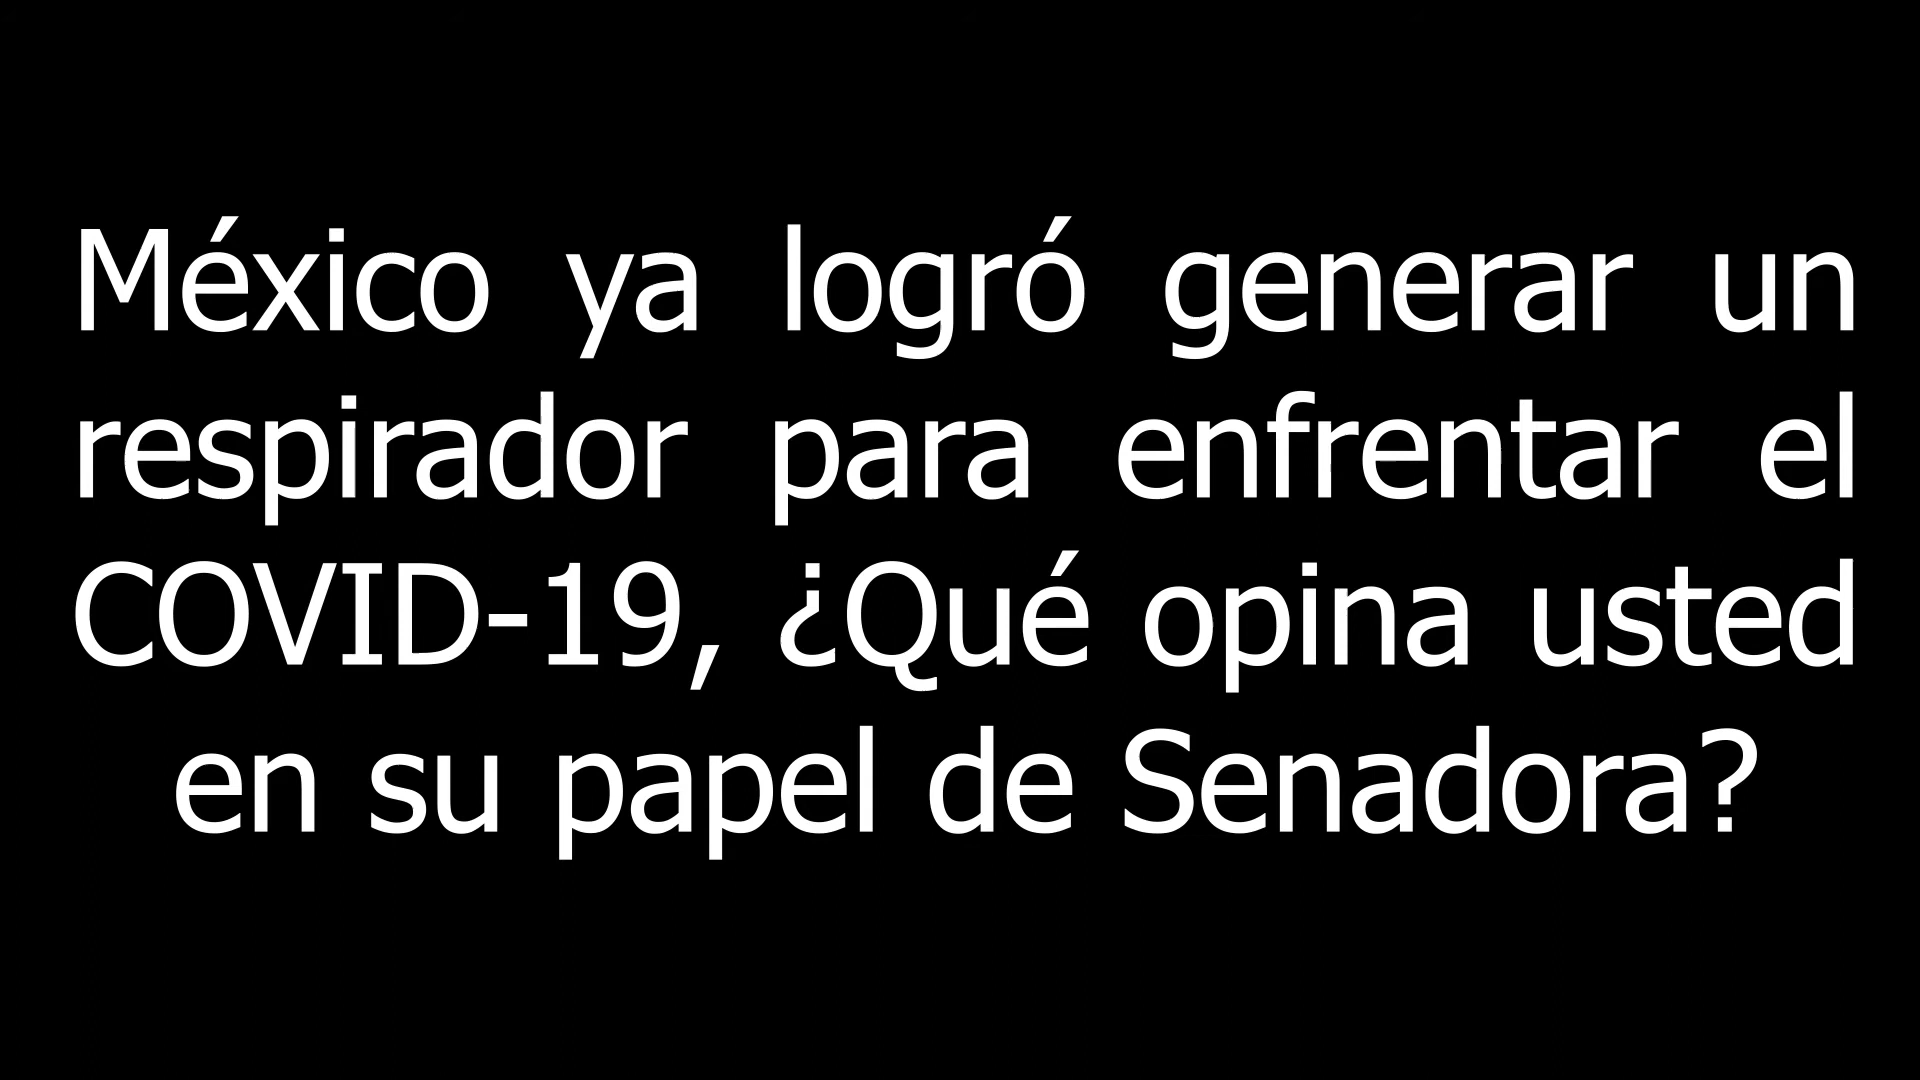 México ya logró generar un
respirador para enfrentar el
COVID-19, ¿Qué opina usted
en su papel de Senadora?